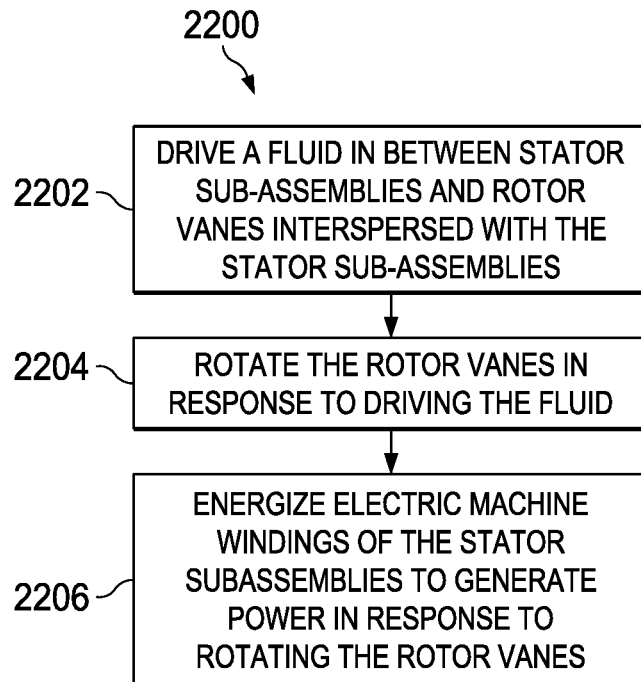 2200
2202
DRIVE A FLUID IN BETWEEN STATOR
SUB-ASSEMBLIES AND ROTOR
VANES INTERSPERSED WITH THE
STATOR SUB-ASSEMBLIES
2204
ROTATE THE ROTOR VANES IN
RESPONSE TO DRIVING THE FLUID
2206
ENERGIZE ELECTRIC MACHINE
WINDINGS OF THE STATOR
SUBASSEMBLIES TO GENERATE
POWER IN RESPONSE TO
ROTATING THE ROTOR VANES